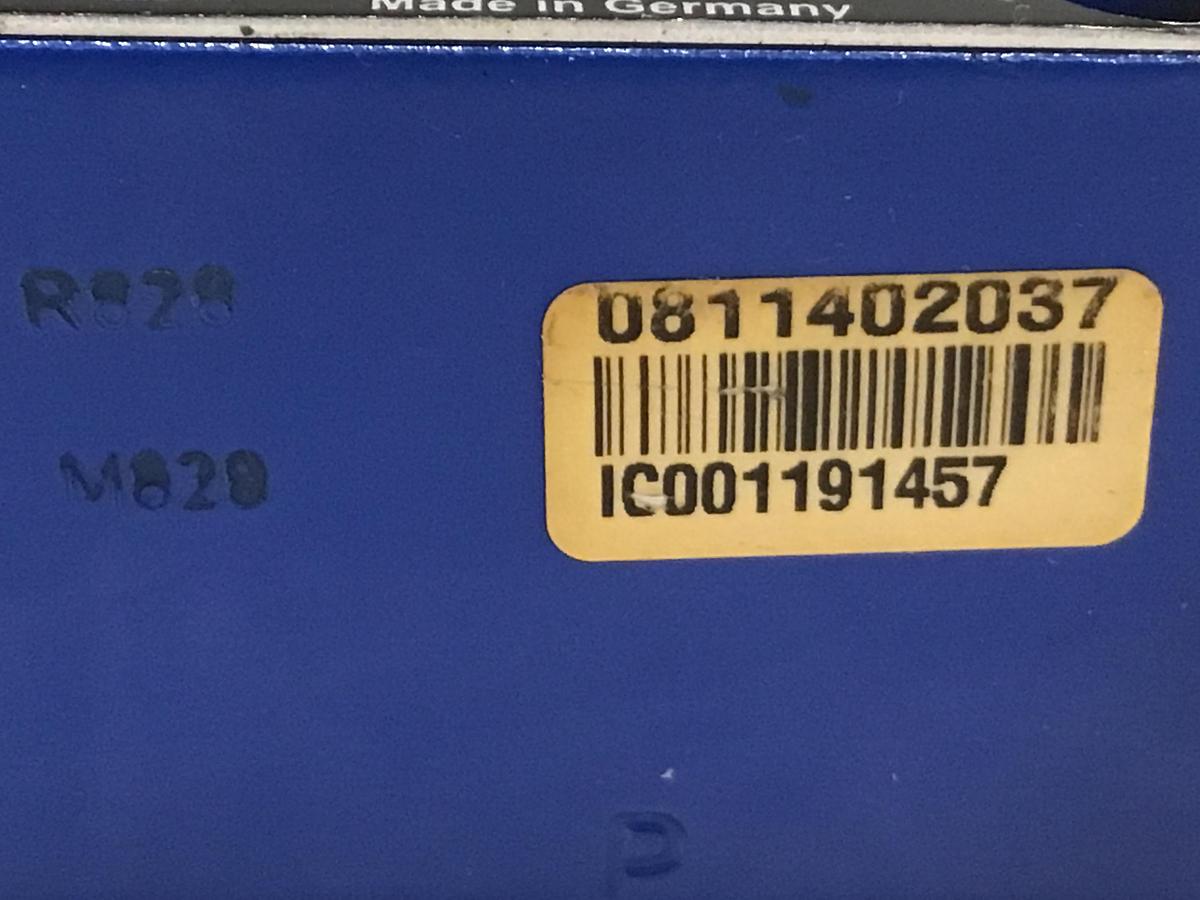 Made in Germany
R828
0811402037
M828
IC001191457
P